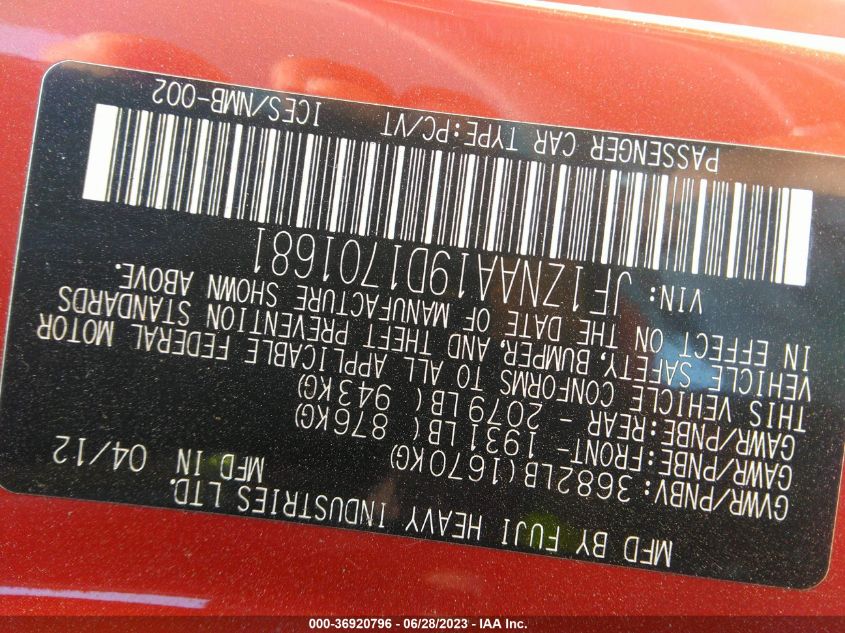 MFD BY FUJI HEAVY INDUSTRIES LTD.
MFD IN 04/12
GVWR/PNBV: 3682LB(1670KG)
GAWR/PNBE:FRONT- 1931LB( 876KG)
GAWR/PNBE:REAR - 2079LB( 943KG)
THIS VEHICLE CONFORMS TO ALL APPLICABLE FEDERAL MOTOR
VEHICLE SAFETY, BUMPER, AND THEFT PREVENTION STANDARDS
IN EFFECT ON THE DATE OF MANUFACTURE SHOWN ABOVE.
VIN: JF1ZNAA19D1701681
PASSENGER CAR TYPE:PC/VT ICES/NMB-002
000-36920796 - 06/28/2023 - IAA Inc.